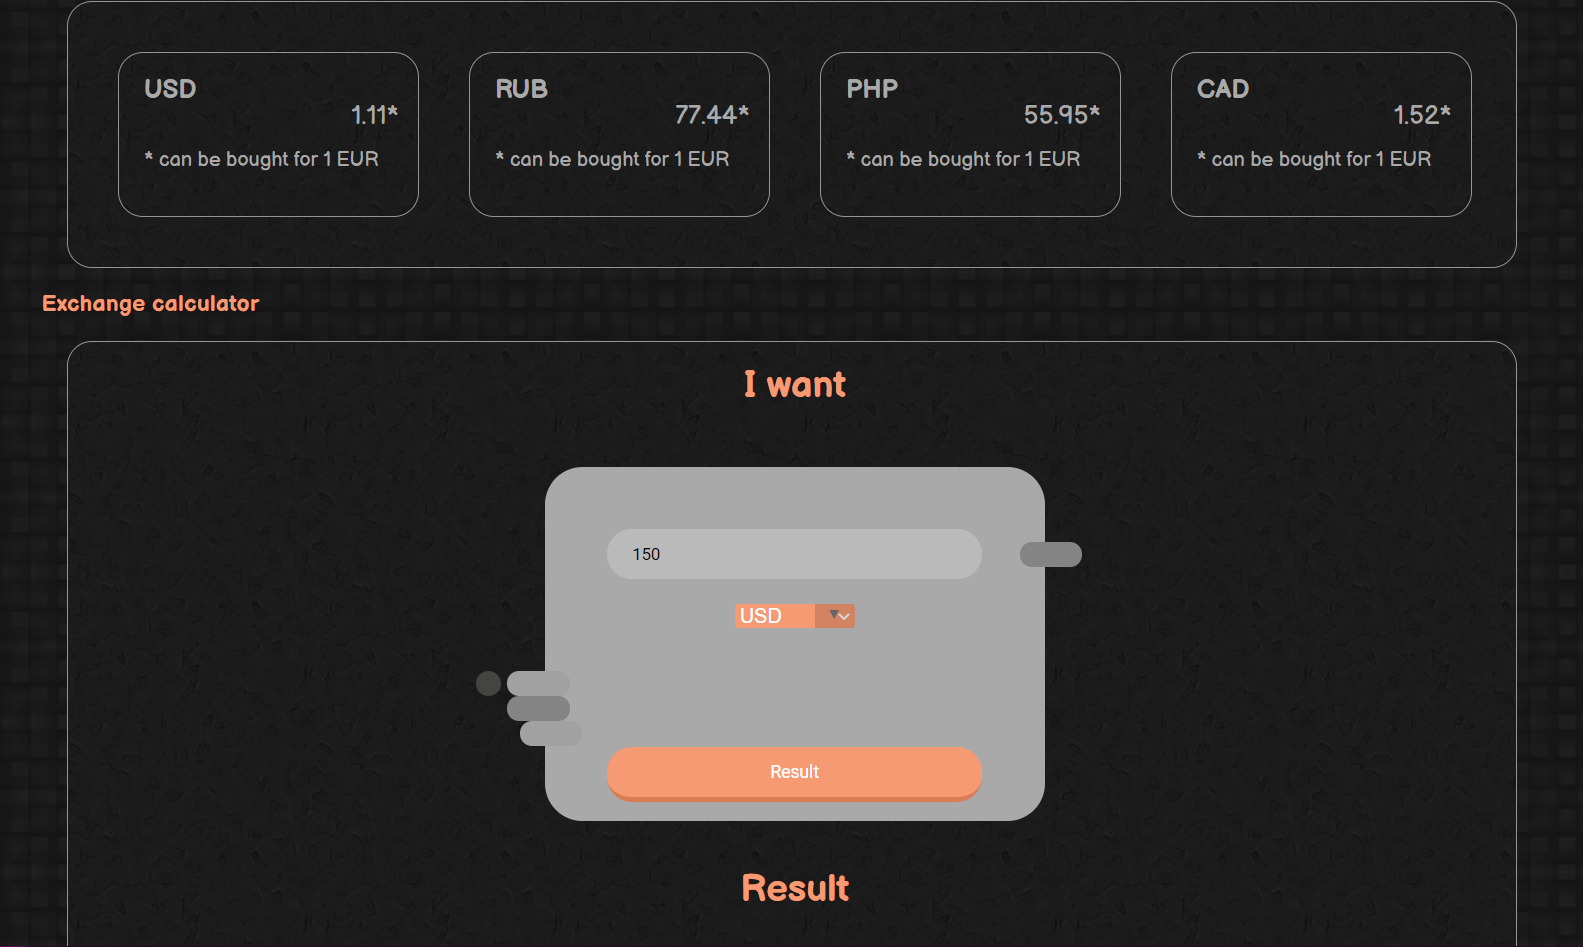 USD
1.11*
* can be bought for 1 EUR
RUB
77.44*
* can be bought for 1 EUR
PHP
55.95*
* can be bought for 1 EUR
CAD
1.52*
* can be bought for 1 EUR
Exchange calculator
I want
150
USD
Result
Result